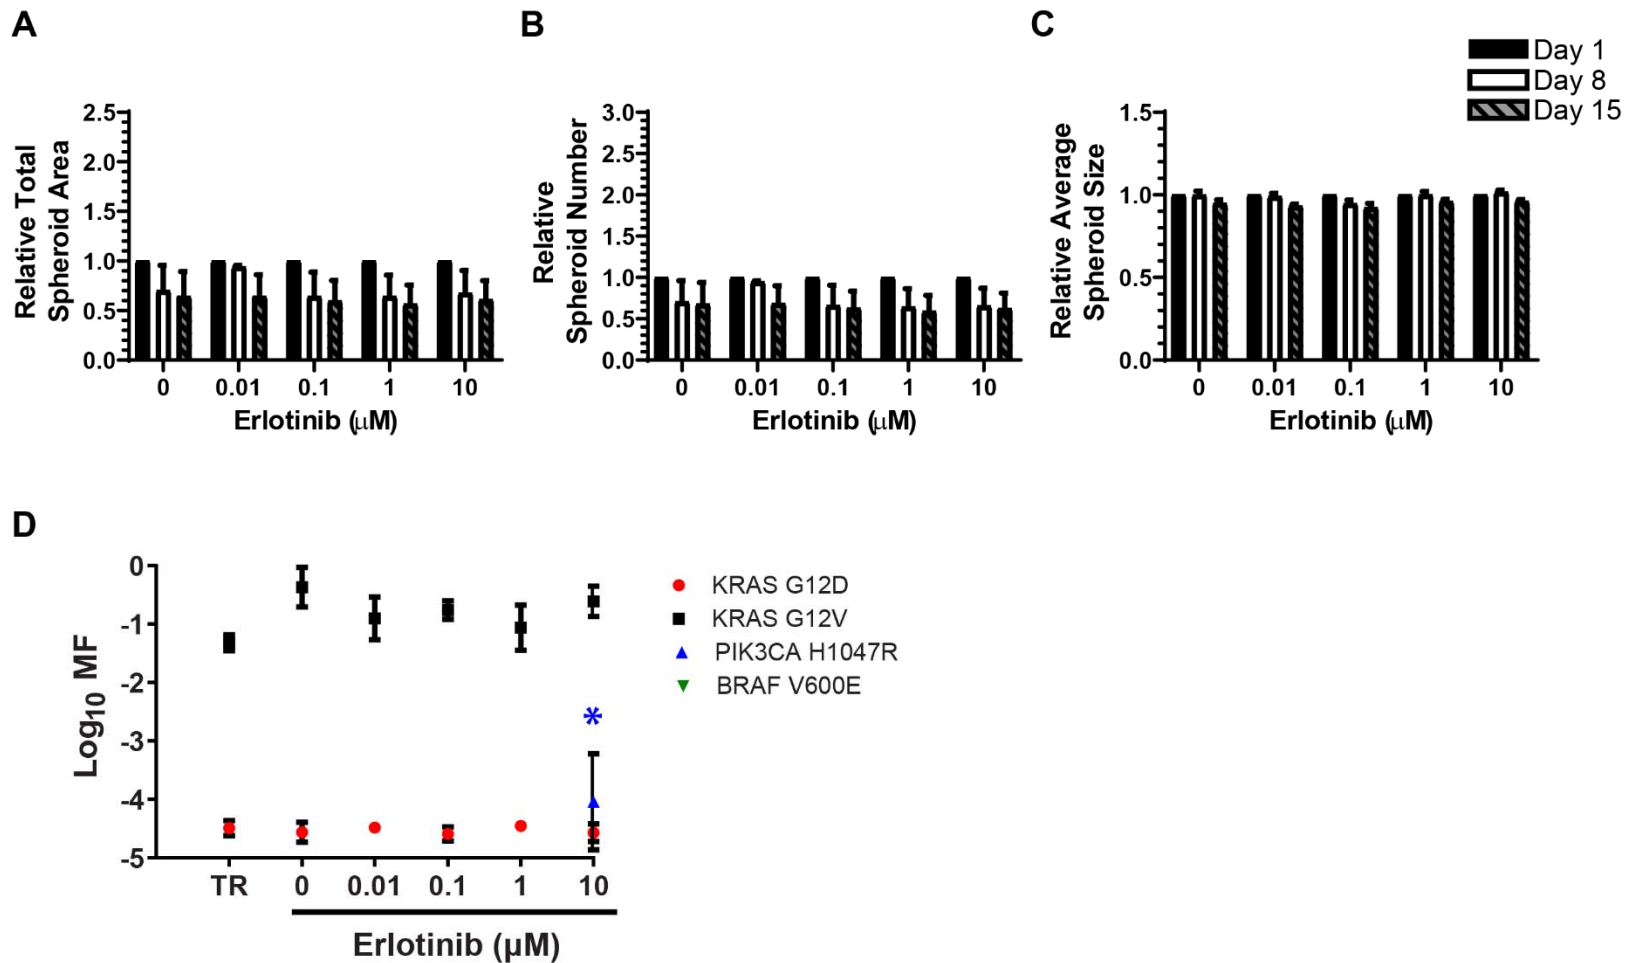 A
B
C
Day 1
Day 8
Day 15
Relative Total
Spheroid Area
2.5
2.0
1.5
1.0
0.5
0.0
0 0.01 0.1 1 10
Erlotinib (μM)
Relative
Spheroid Number
3.0
2.5
2.0
1.5
1.0
0.5
0.0
0 0.01 0.1 1 10
Erlotinib (μM)
Relative Average
Spheroid Size
1.5
1.0
0.5
0.0
0 0.01 0.1 1 10
Erlotinib (μM)
D
Log10 MF
0
-1
-2
-3
-4
-5
*
TR 0 0.01 0.1 1 10
Erlotinib (μM)
KRAS G12D
KRAS G12V
PIK3CA H1047R
BRAF V600E